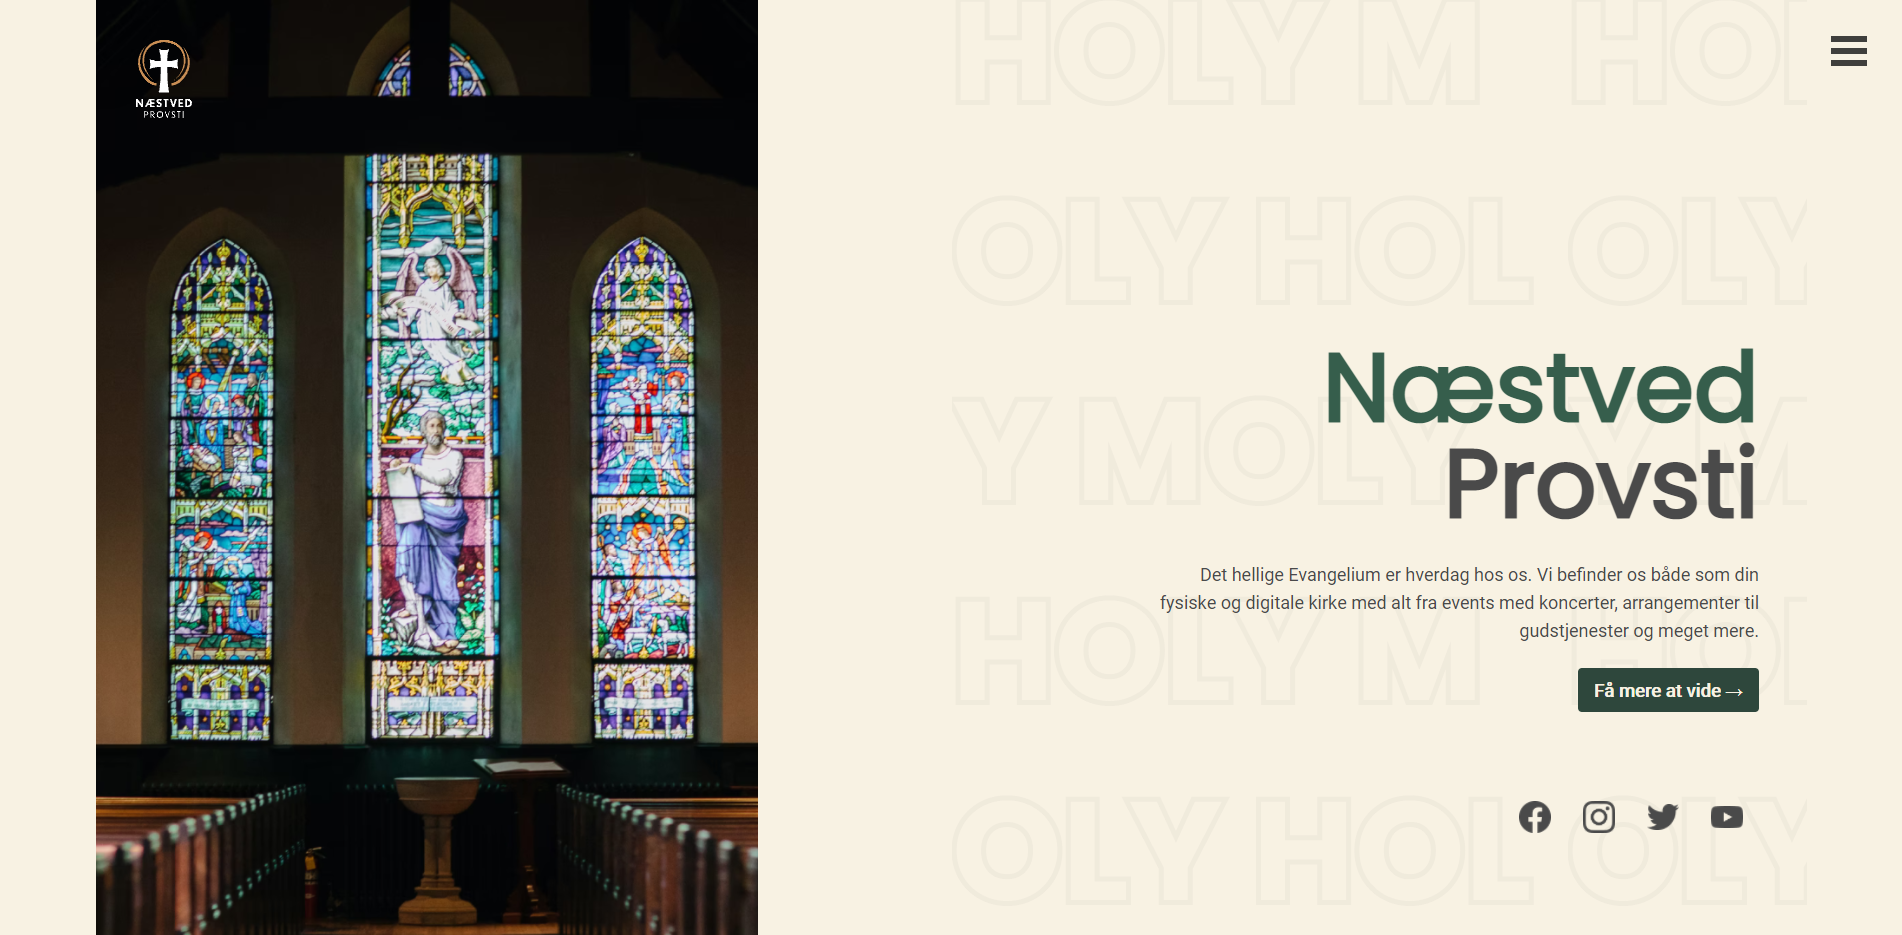 NÆSTVED
PROVSTI
HOLY M HO
OLY HOL OLY
Næstved
Y MOLY M
Provsti
Det hellige Evangelium er hverdag hos os. Vi befinder os både som din
fysiske og digitale kirke med alt fra events med koncerter, arrangementer til
gudstjenester og meget mere.
HOLY M HO
Få mere at vide →
OLY HOL OLY